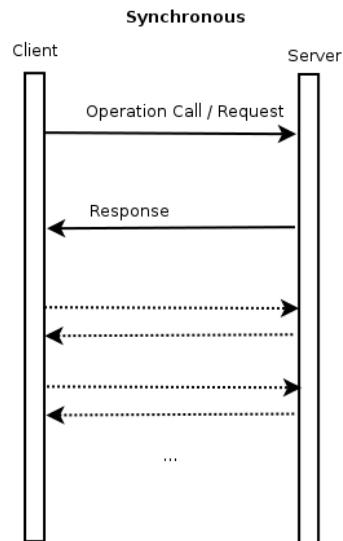 Synchronous
Client
Server
Operation Call / Request
Response
...